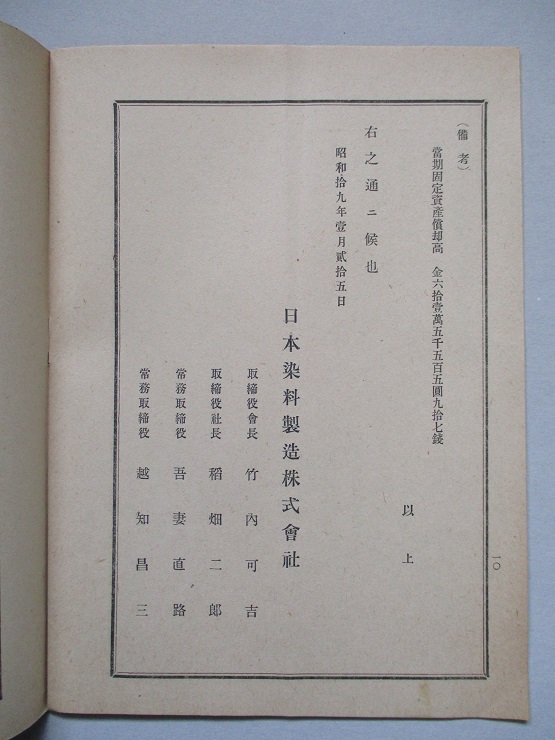 （備考）
當期固定資產償却高　金六拾壹萬五千五百五圓九拾七錢
以上
右之通ニ候也
昭和拾九年壹月貳拾五日
日本染料製造株式會社
取締役會長　竹內可吉
取締役社長　稻畑二郎
常務取締役　吾妻直路
常務取締役　越知昌三
一〇